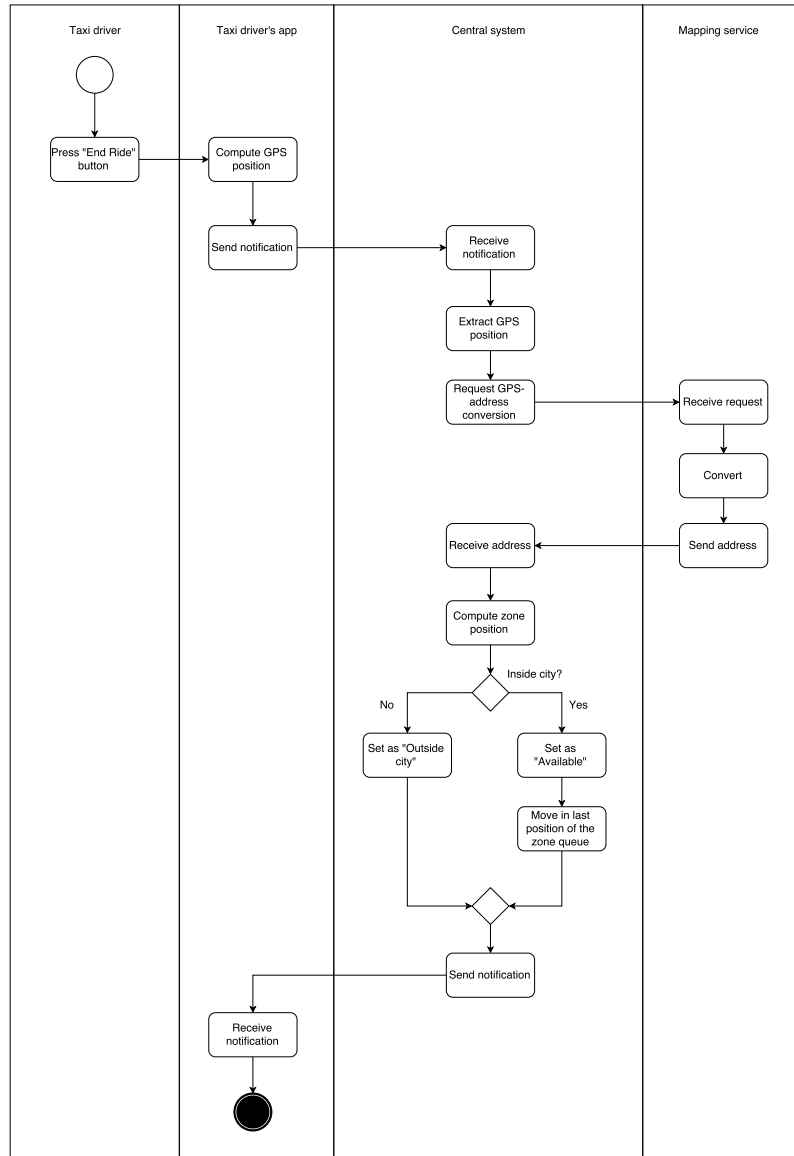 Taxi driver
Taxi driver's app
Central system
Mapping service
Press "End Ride"
button
Compute GPS
position
Send notification
Receive
notification
Extract GPS
position
Request GPS-
address
conversion
Receive request
Convert
Send address
Receive address
Compute zone
position
Inside city?
No
Yes
Set as "Outside
city"
Set as
"Available"
Move in last
position of the
zone queue
Send notification
Receive
notification